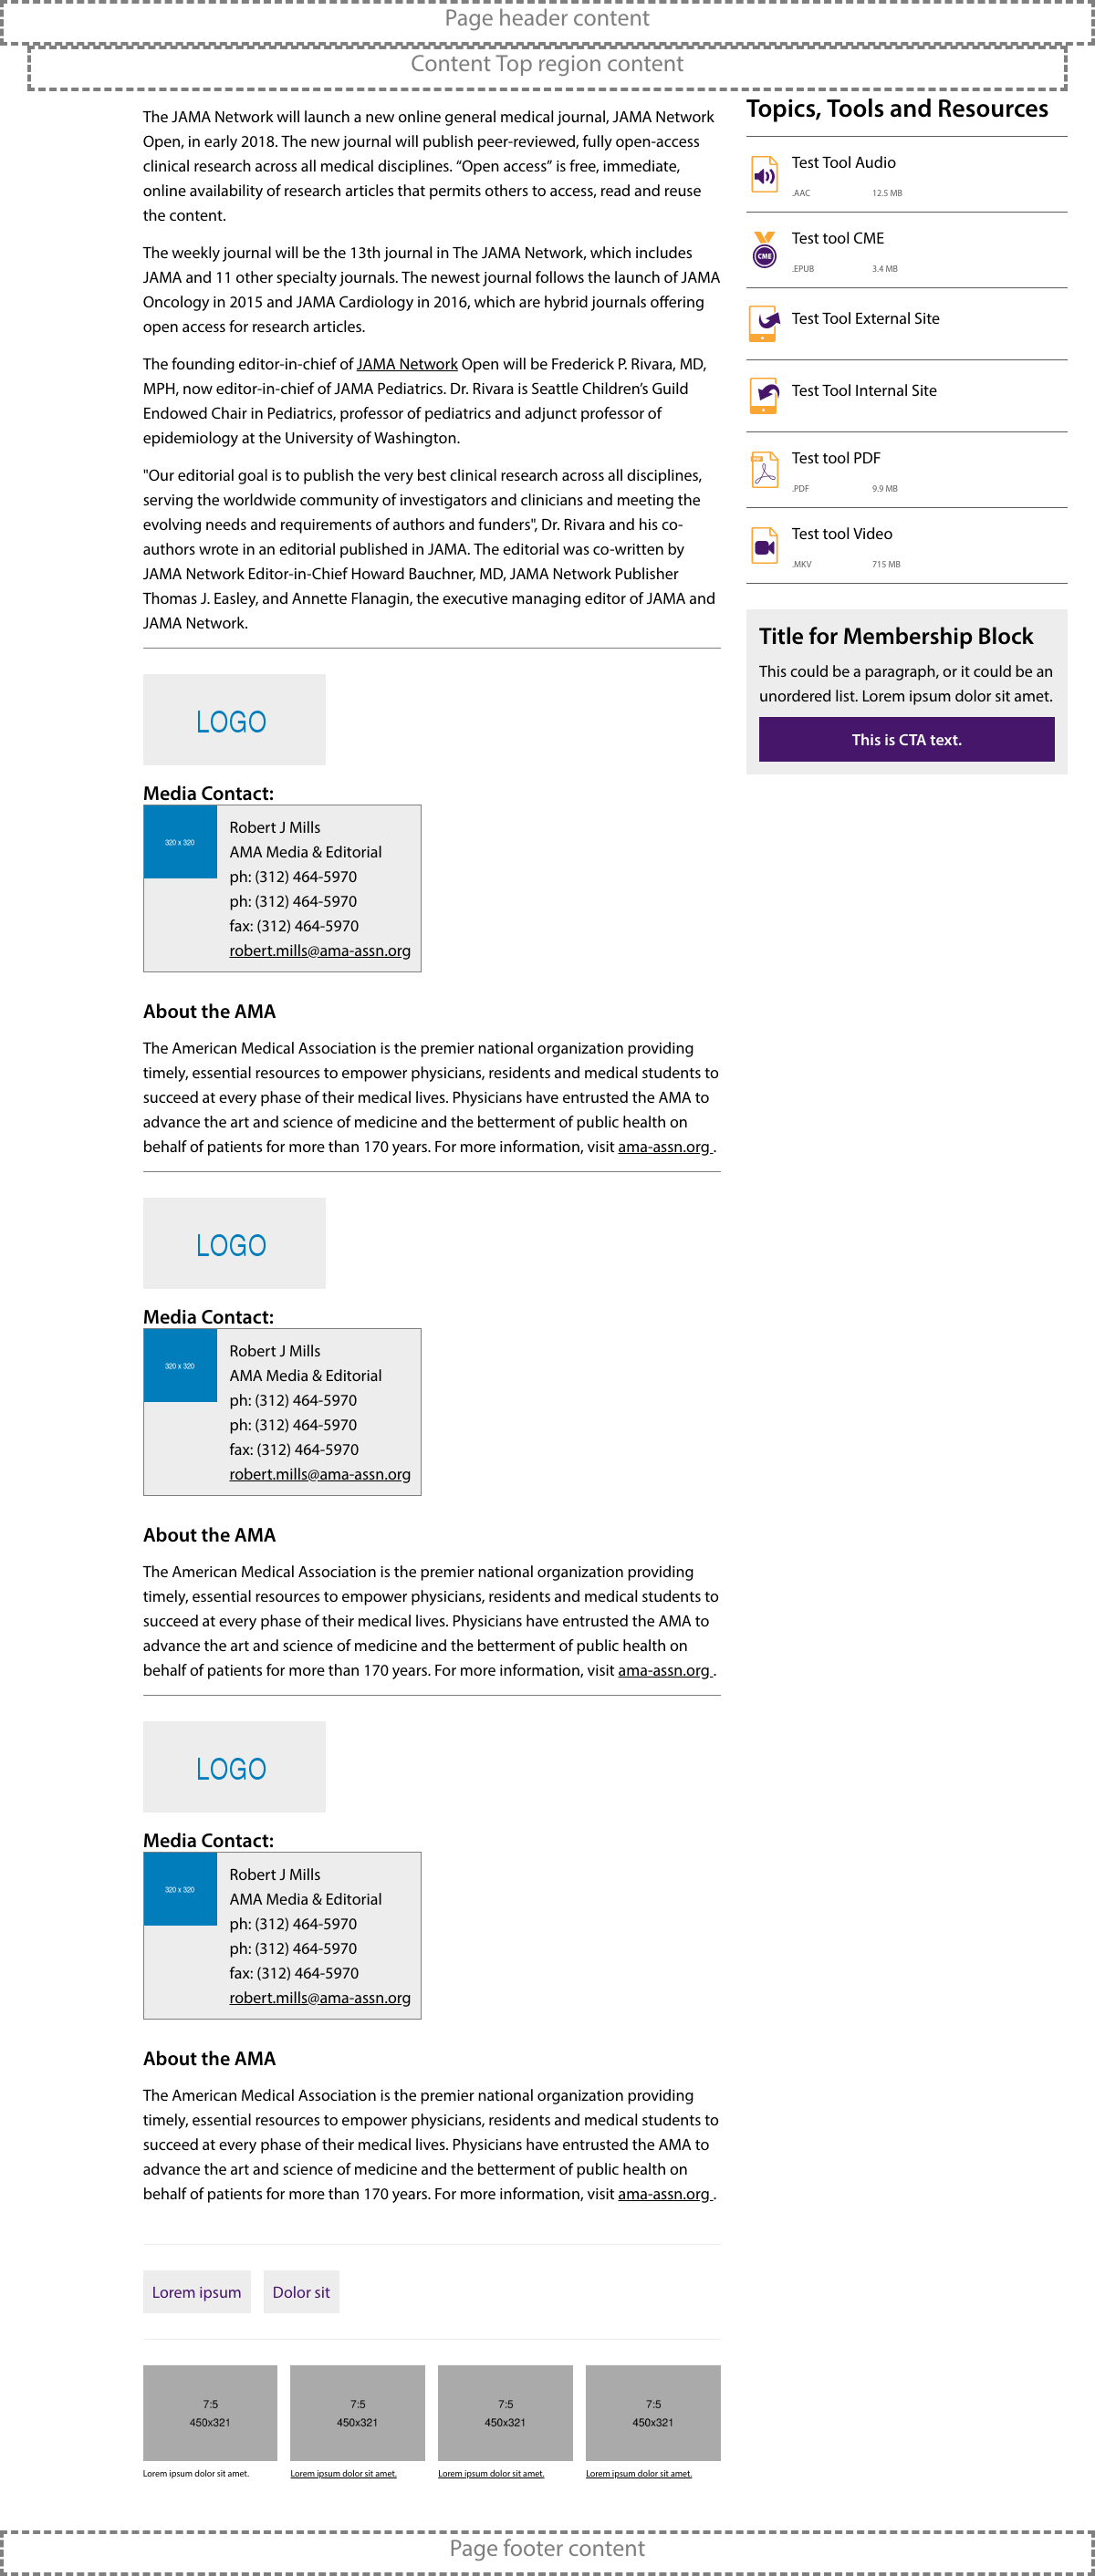 Page header content
Content Top region content
The JAMA Network will launch a new online general medical journal, JAMA Network
Open, in early 2018. The new journal will publish peer-reviewed, fully open-access
clinical research across all medical disciplines. “Open access” is free, immediate,
online availability of research articles that permits others to access, read and reuse
the content.
The weekly journal will be the 13th journal in The JAMA Network, which includes
JAMA and 11 other specialty journals. The newest journal follows the launch of JAMA
Oncology in 2015 and JAMA Cardiology in 2016, which are hybrid journals offering
open access for research articles.
The founding editor-in-chief of JAMA Network Open will be Frederick P. Rivara, MD,
MPH, now editor-in-chief of JAMA Pediatrics. Dr. Rivara is Seattle Children’s Guild
Endowed Chair in Pediatrics, professor of pediatrics and adjunct professor of
epidemiology at the University of Washington.
"Our editorial goal is to publish the very best clinical research across all disciplines,
serving the worldwide community of investigators and clinicians and meeting the
evolving needs and requirements of authors and funders", Dr. Rivara and his co-
authors wrote in an editorial published in JAMA. The editorial was co-written by
JAMA Network Editor-in-Chief Howard Bauchner, MD, JAMA Network Publisher
Thomas J. Easley, and Annette Flanagin, the executive managing editor of JAMA and
JAMA Network.
LOGO
Media Contact:
320 x 320
Robert J Mills
AMA Media & Editorial
ph: (312) 464-5970
ph: (312) 464-5970
fax: (312) 464-5970
robert.mills@ama-assn.org
About the AMA
The American Medical Association is the premier national organization providing
timely, essential resources to empower physicians, residents and medical students to
succeed at every phase of their medical lives. Physicians have entrusted the AMA to
advance the art and science of medicine and the betterment of public health on
behalf of patients for more than 170 years. For more information, visit ama-assn.org .
LOGO
Media Contact:
320 x 320
Robert J Mills
AMA Media & Editorial
ph: (312) 464-5970
ph: (312) 464-5970
fax: (312) 464-5970
robert.mills@ama-assn.org
About the AMA
The American Medical Association is the premier national organization providing
timely, essential resources to empower physicians, residents and medical students to
succeed at every phase of their medical lives. Physicians have entrusted the AMA to
advance the art and science of medicine and the betterment of public health on
behalf of patients for more than 170 years. For more information, visit ama-assn.org .
LOGO
Media Contact:
320 x 320
Robert J Mills
AMA Media & Editorial
ph: (312) 464-5970
ph: (312) 464-5970
fax: (312) 464-5970
robert.mills@ama-assn.org
About the AMA
The American Medical Association is the premier national organization providing
timely, essential resources to empower physicians, residents and medical students to
succeed at every phase of their medical lives. Physicians have entrusted the AMA to
advance the art and science of medicine and the betterment of public health on
behalf of patients for more than 170 years. For more information, visit ama-assn.org .
Lorem ipsum Dolor sit
7:5 7:5 7:5 7:5
450x321 450x321 450x321 450x321
Lorem ipsum dolor sit amet. Lorem ipsum dolor sit amet. Lorem ipsum dolor sit amet. Lorem ipsum dolor sit amet.
Topics, Tools and Resources
Test Tool Audio
.AAC 12.5 MB
CME
Test tool CME
.EPUB 3.4 MB
Test Tool External Site
Test Tool Internal Site
Test tool PDF
.PDF 9.9 MB
Test tool Video
.MKV 715 MB
Title for Membership Block
This could be a paragraph, or it could be an
unordered list. Lorem ipsum dolor sit amet.
This is CTA text.
Page footer content